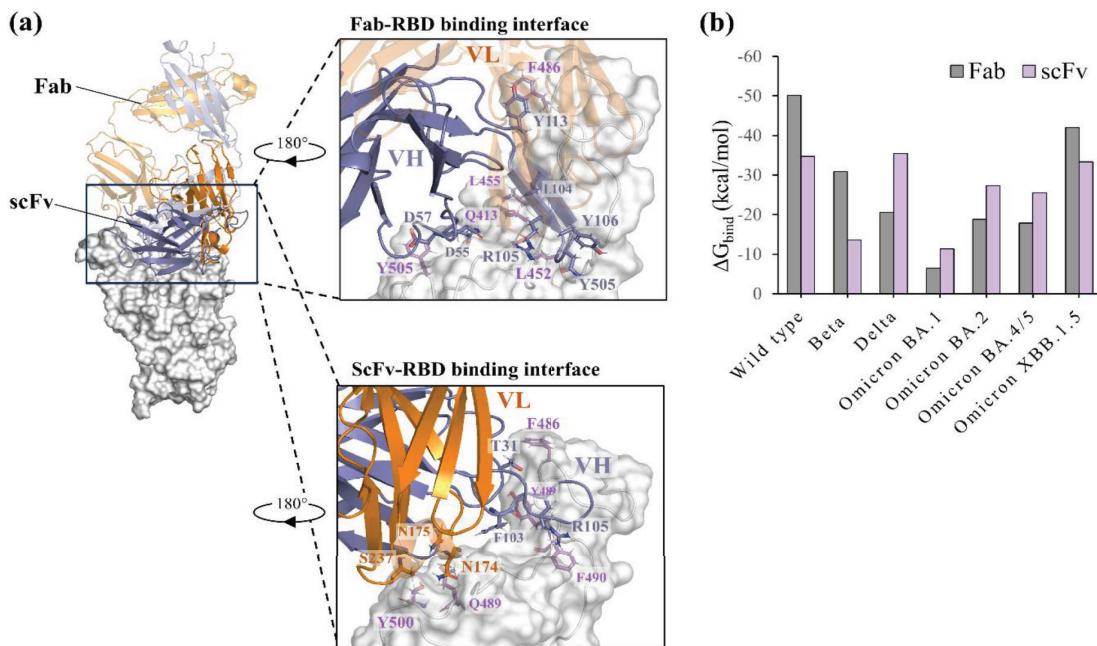 (a)
Fab
scFv
180°
180°
Fab-RBD binding interface
VL
F486
Y113
VH
L455
L104
D57
Q413
Y106
D55
R105
Y505
L452
Y505
ScFv-RBD binding interface
VL
F486
T31
VH
Y489
R105
N175
F103
S237
N174
F490
Q489
Y500
(b)
Fab
scFv
ΔGbind (kcal/mol)
-60
-50
-40
-30
-20
-10
0
Wild type
Beta
Delta
Omicron BA.1
Omicron BA.2
Omicron BA.4/5
Omicron XBB.1.5